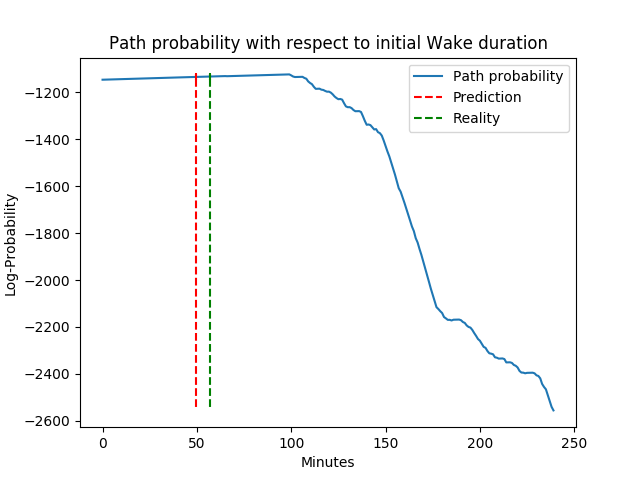 Path probability with respect to initial Wake duration
Path probability
Prediction
Reality
−1200
−1400
−1600
−1800
−2000
−2200
−2400
−2600
Log-Probability
0 50 100 150 200 250
Minutes